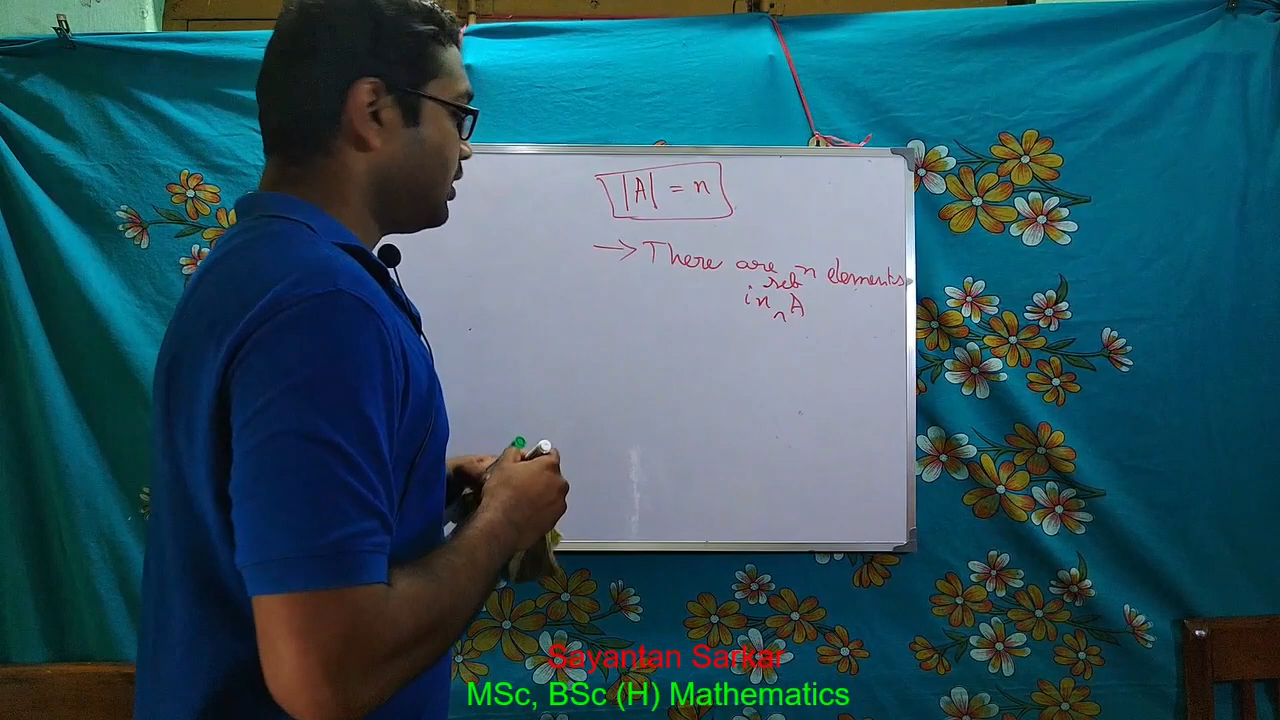 |A| = n
→ There are n elements
in set A
Sayantan Sarkar
MSc, BSc (H) Mathematics